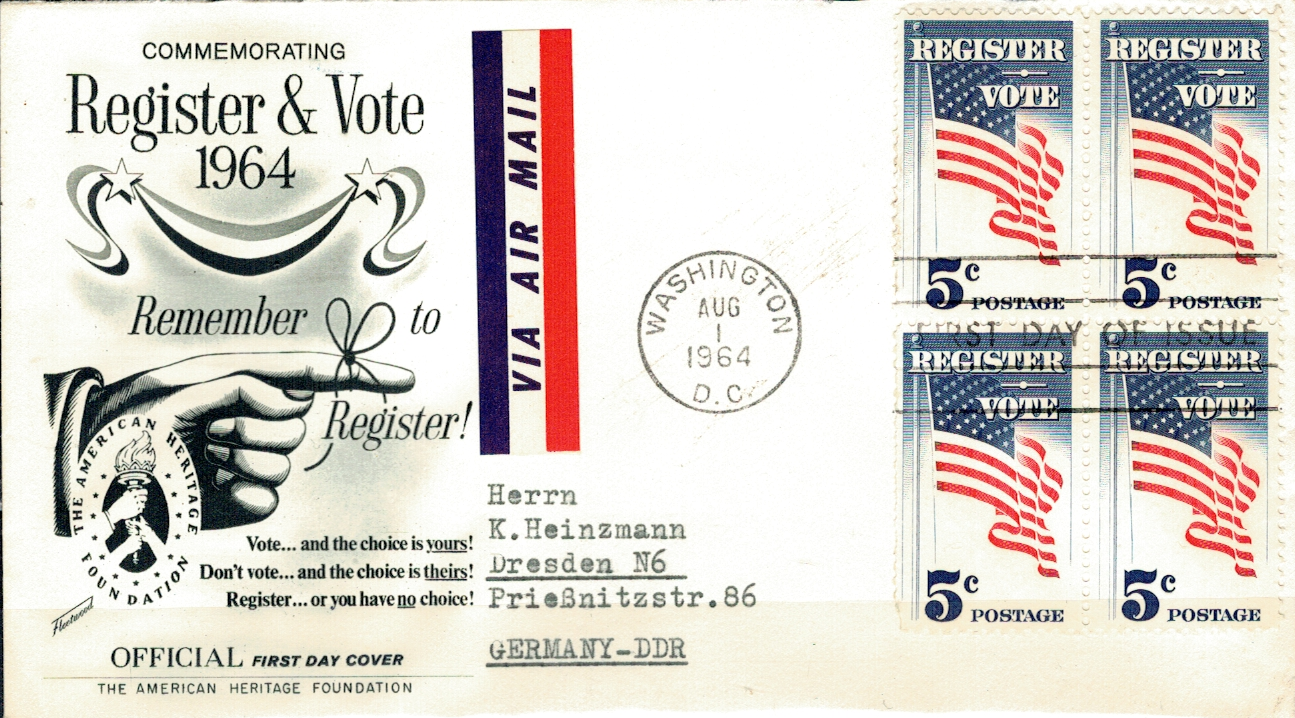 COMMEMORATING
Register & Vote
1964
Remember to
Register!
THE AMERICAN HERITAGE FOUNDATION
Vote... and the choice is yours!
Don't vote... and the choice is theirs!
Register... or you have no choice!
Fleetwood
OFFICIAL FIRST DAY COVER
THE AMERICAN HERITAGE FOUNDATION
VIA AIR MAIL
WASHINGTON
AUG
1
1964
D.C.
Herrn
K.Heinzmann
Dresden N6
Prießnitzstr.86
GERMANY-DDR
REGISTER
VOTE
5c POSTAGE
REGISTER
VOTE
5c POSTAGE
FIRST DAY OF ISSUE
REGISTER
VOTE
5c POSTAGE
REGISTER
VOTE
5c POSTAGE